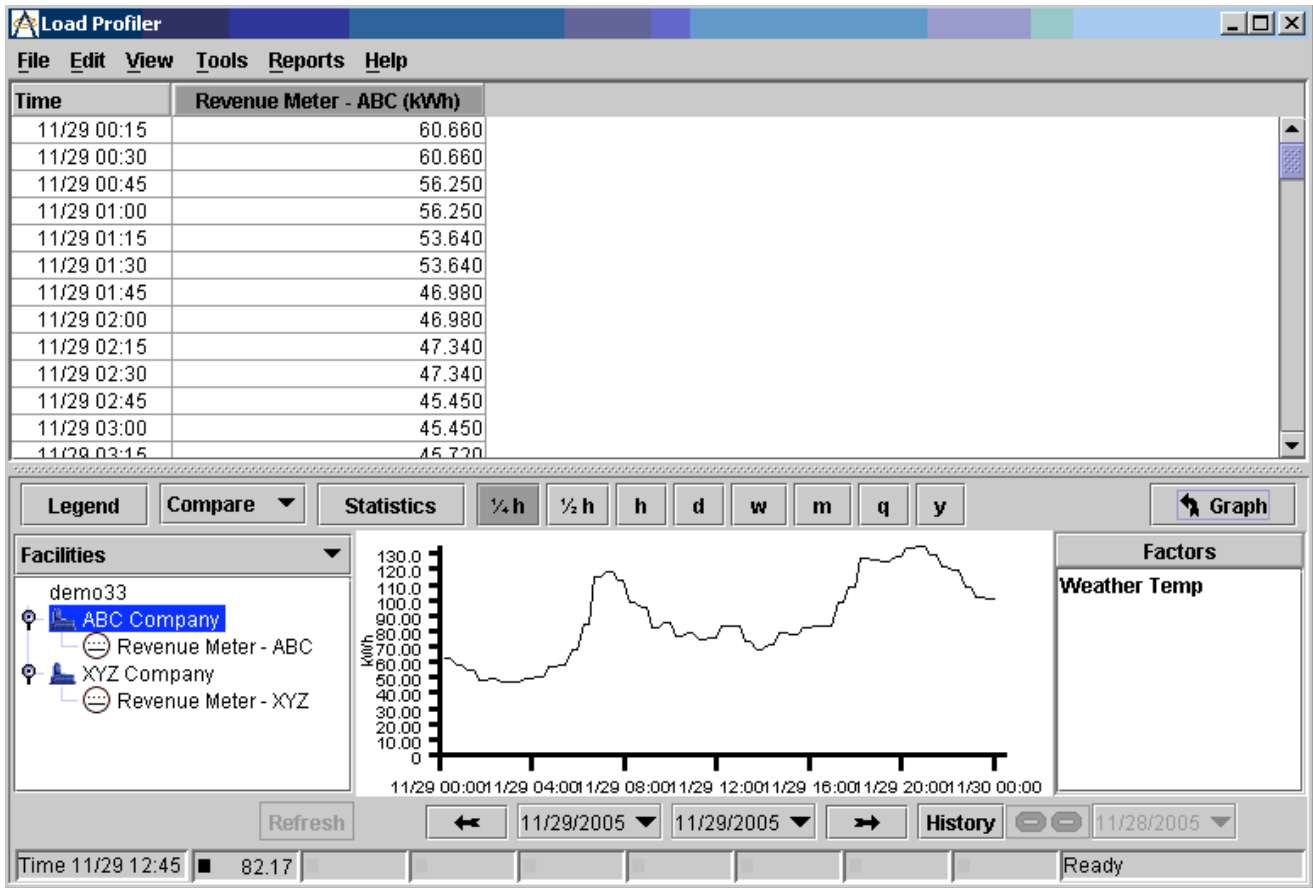 Load Profiler
File Edit View Tools Reports Help
Time Revenue Meter - ABC (kWh)
11/29 00:15 60.660
11/29 00:30 60.660
11/29 00:45 56.250
11/29 01:00 56.250
11/29 01:15 53.640
11/29 01:30 53.640
11/29 01:45 46.980
11/29 02:00 46.980
11/29 02:15 47.340
11/29 02:30 47.340
11/29 02:45 45.450
11/29 03:00 45.450
11/29 03:15 45.720
Legend Compare Statistics ¼ h ½ h h d w m q y Graph
Facilities
demo33
ABC Company
Revenue Meter - ABC
XYZ Company
Revenue Meter - XYZ
kWh
130.0
120.0
110.0
100.0
90.00
80.00
70.00
60.00
50.00
40.00
30.00
20.00
10.00
0
11/29 00:00 11/29 04:00 11/29 08:00 11/29 12:00 11/29 16:00 11/29 20:00 11/30 00:00
Factors
Weather Temp
Refresh 11/29/2005 11/29/2005 History 11/28/2005
Time 11/29 12:45 82.17 Ready